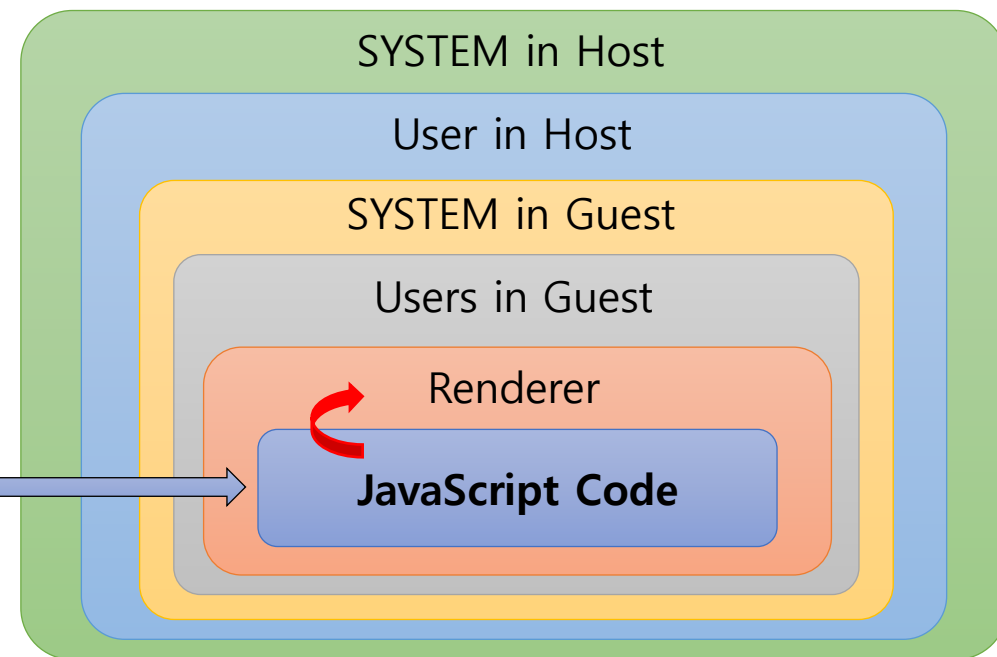 SYSTEM in Host
User in Host
SYSTEM in Guest
Users in Guest
Renderer
JavaScript Code